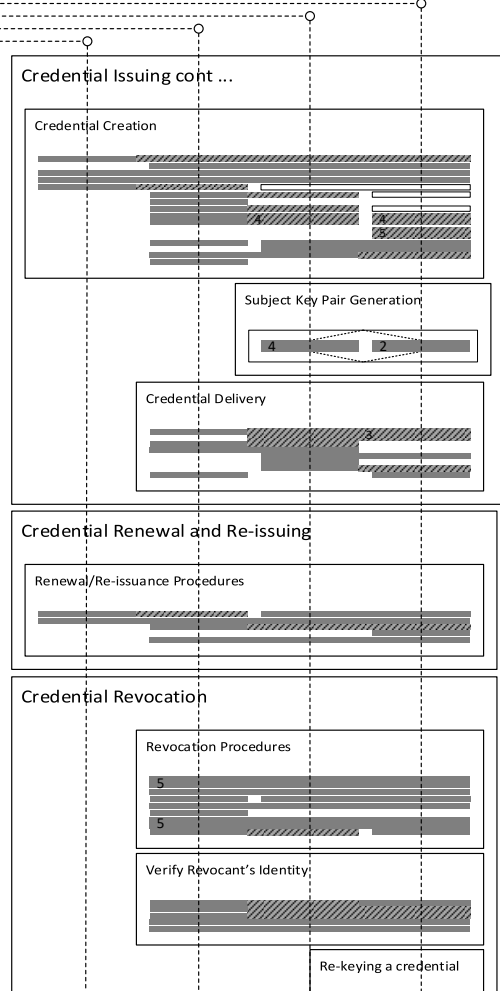 Credential Issuing cont ...
Credential Creation
4 4
5
Subject Key Pair Generation
4 2
Credential Delivery
3
Credential Renewal and Re-issuing
Renewal/Re-issuance Procedures
Credential Revocation
Revocation Procedures
5
5
Verify Revocant's Identity
Re-keying a credential